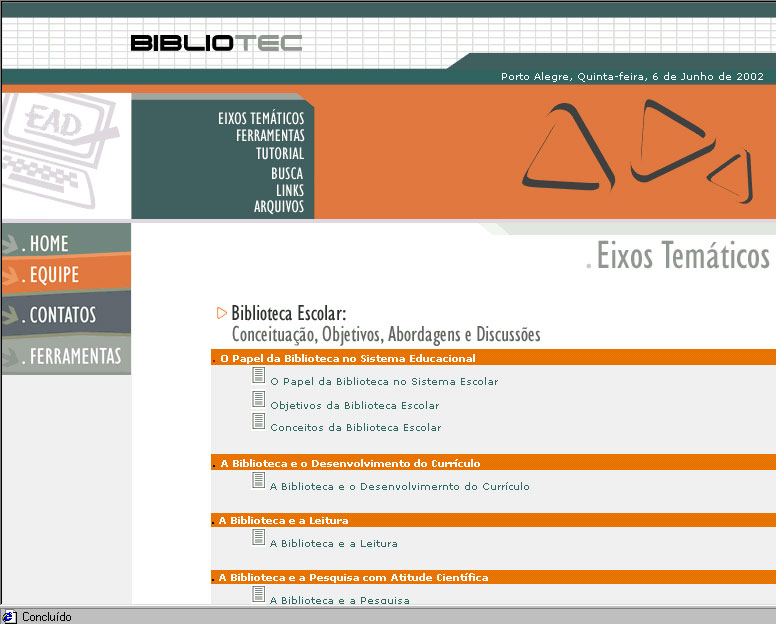 BIBLIOTEC
Porto Alegre, Quinta-feira, 6 de Junho de 2002
EAD
EIXOS TEMÁTICOS
FERRAMENTAS
TUTORIAL
BUSCA
LINKS
ARQUIVOS
. HOME
. EQUIPE
. CONTATOS
. FERRAMENTAS
.Eixos Temáticos
Biblioteca Escolar:
Conceituação, Objetivos, Abordagens e Discussões
. O Papel da Biblioteca no Sistema Educacional
O Papel da Biblioteca no Sistema Escolar
Objetivos da Biblioteca Escolar
Conceitos da Biblioteca Escolar
. A Biblioteca e o Desenvolvimento do Currículo
A Biblioteca e o Desenvolvimernto do Currículo
. A Biblioteca e a Leitura
A Biblioteca e a Leitura
. A Biblioteca e a Pesquisa com Atitude Científica
A Biblioteca e a Pesquisa
Concluído